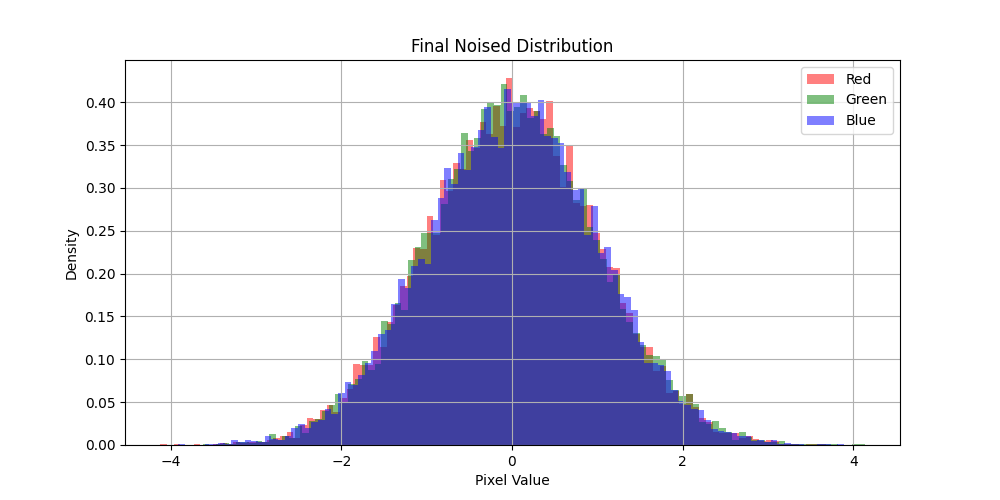 Final Noised Distribution
Red
Green
Blue
Density
0.40
0.35
0.30
0.25
0.20
0.15
0.10
0.05
0.00
−4
−2
0
2
4
Pixel Value